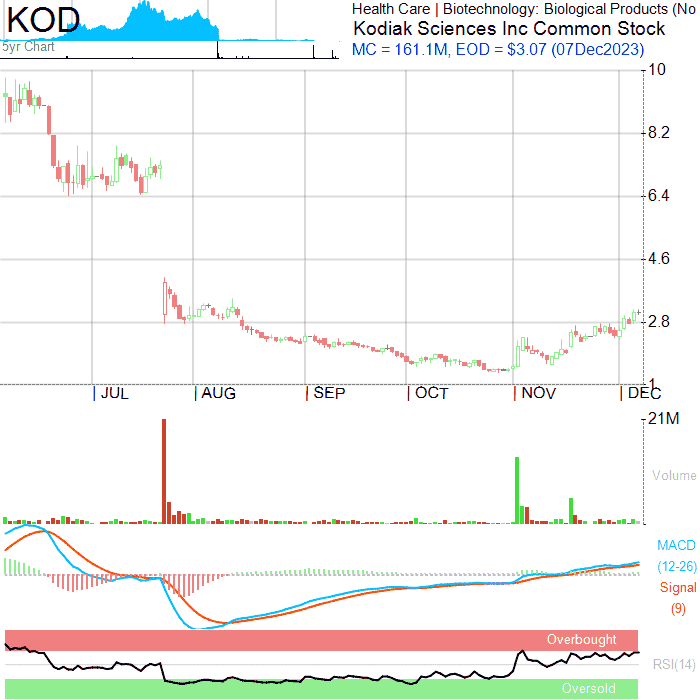 KOD
5yr Chart
Health Care | Biotechnology: Biological Products (No
Kodiak Sciences Inc Common Stock
MC = 161.1M, EOD = $3.07 (07Dec2023)
10
8.2
6.4
4.6
2.8
1
JUL AUG SEP OCT NOV DEC
21M
Volume
MACD
(12-26)
Signal
(9)
Overbought
RSI(14)
Oversold